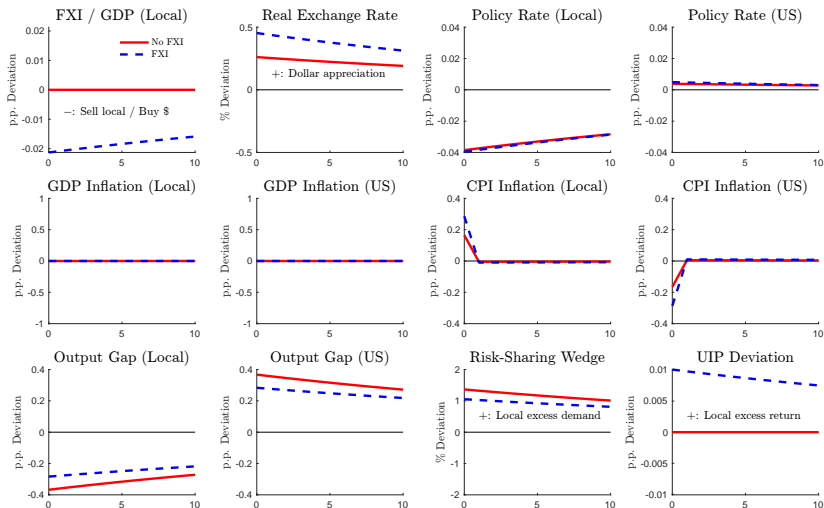 FXI / GDP (Local)
Real Exchange Rate
Policy Rate (Local)
Policy Rate (US)
p.p. Deviation
0.02
0.01
0
-0.01
-0.02
No FXI
FXI
−: Sell local / Buy $
0 5 10
% Deviation
0.5
0
-0.5
+: Dollar appreciation
0 5 10
p.p. Deviation
0.04
0.02
0
-0.02
-0.04
0 5 10
p.p. Deviation
0.04
0.02
0
-0.02
-0.04
0 5 10
GDP Inflation (Local)
GDP Inflation (US)
CPI Inflation (Local)
CPI Inflation (US)
p.p. Deviation
1
0.5
0
-0.5
-1
0 5 10
p.p. Deviation
1
0.5
0
-0.5
-1
0 5 10
p.p. Deviation
0.4
0.2
0
-0.2
-0.4
0 5 10
p.p. Deviation
0.4
0.2
0
-0.2
-0.4
0 5 10
Output Gap (Local)
Output Gap (US)
Risk-Sharing Wedge
UIP Deviation
p.p. Deviation
0.4
0.2
0
-0.2
-0.4
0 5 10
p.p. Deviation
0.4
0.2
0
-0.2
-0.4
0 5 10
% Deviation
2
1
0
-1
-2
+: Local excess demand
0 5 10
p.p. Deviation
0.01
0.005
0
-0.005
-0.01
+: Local excess return
0 5 10